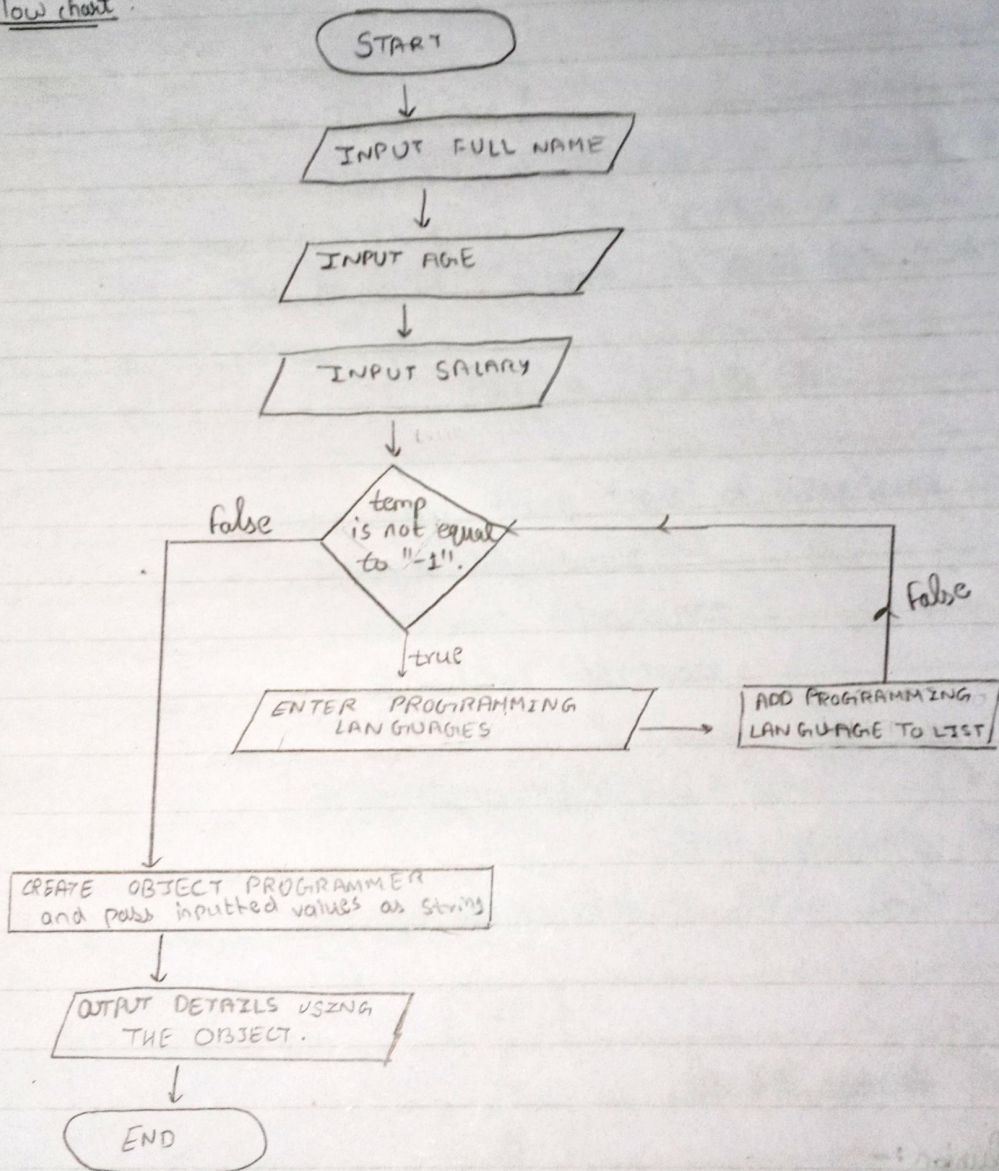 low chart.
START
INPUT FULL NAME
INPUT AGE
INPUT SALARY
temp
is not equal
to "-1".
False
False
true
ENTER PROGRAMMING
LANGUAGES
ADD PROGRAMMING
LANGUAGE TO LIST
CREATE OBJECT PROGRAMMER
and pass inputted values as string
OUTPUT DETAILS USING
THE OBJECT.
END